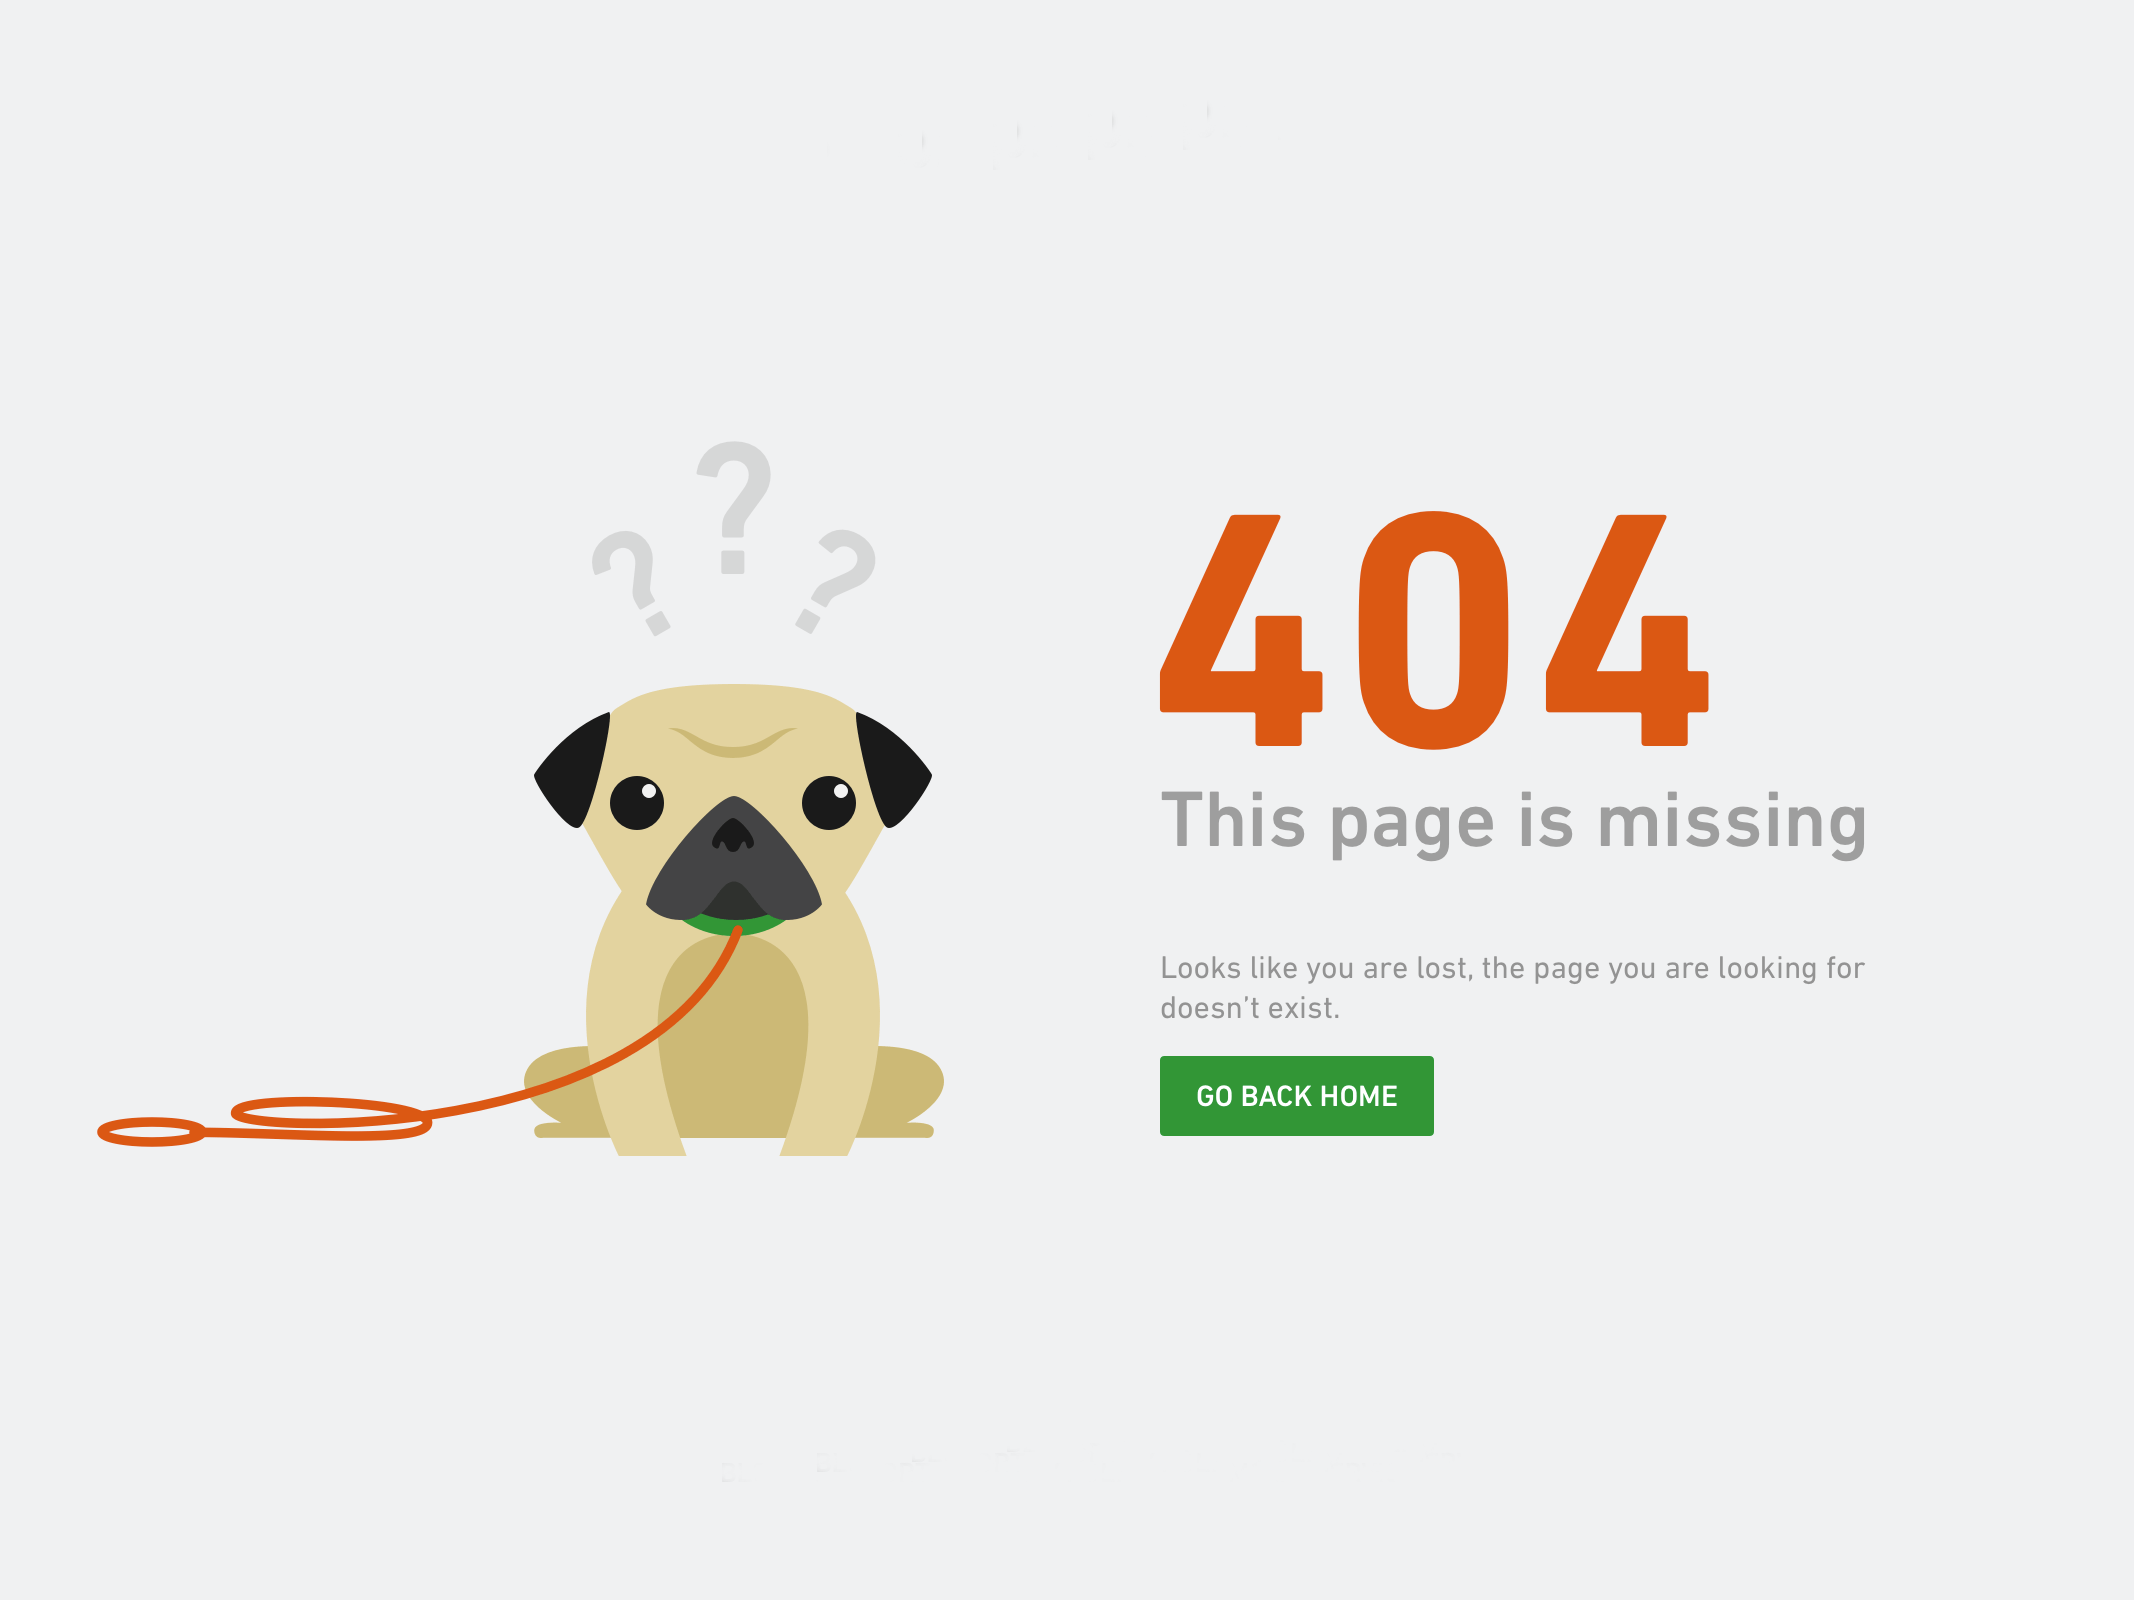 ? ? ?
404
This page is missing
Looks like you are lost, the page you are looking for
doesn’t exist.
GO BACK HOME